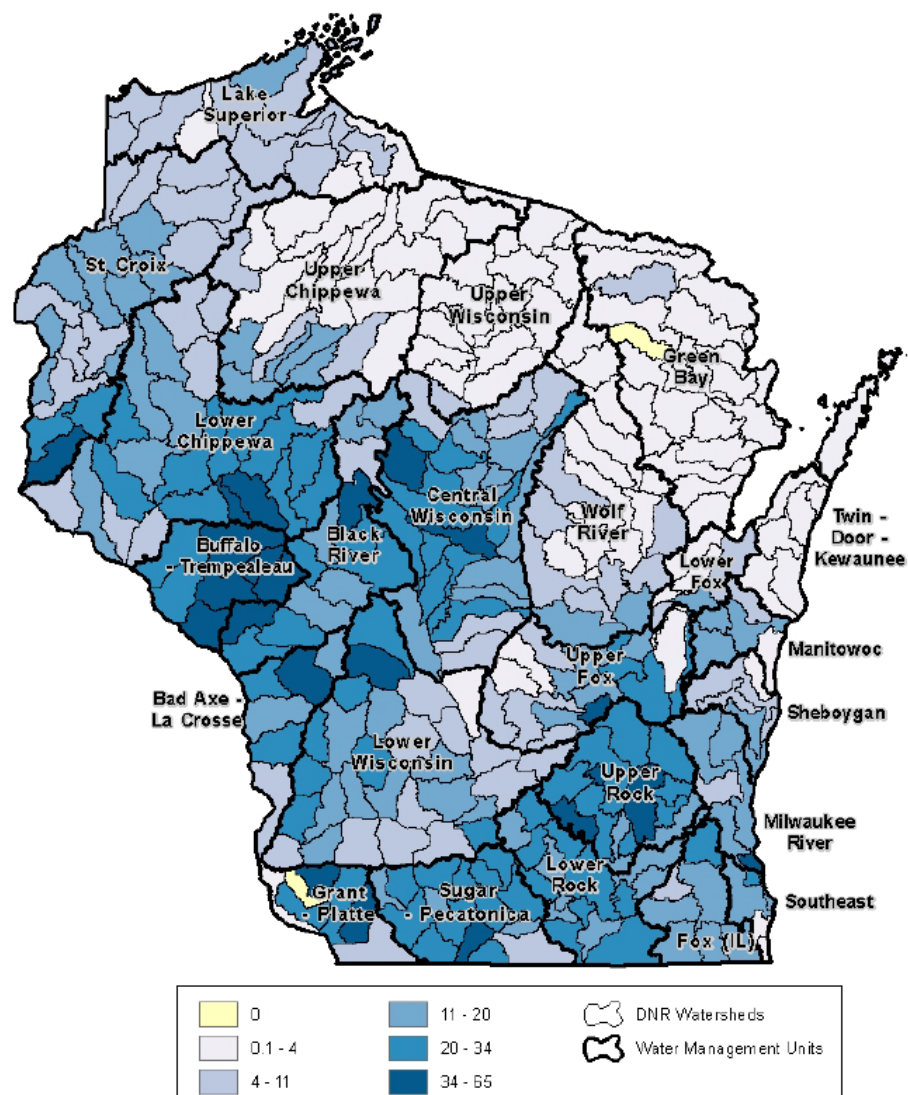 Lake
Superior
St Croix
Upper
Chippewa
Upper
Wisconsin
Green
Bay
Lower
Chippewa
Central
Wisconsin
Wolf
River
Twin -
Door -
Kewaunee
Buffalo
- Trempealeau
Black
River
Lower
Fox
Manitowoc
Upper
Fox
Bad Axe -
La Crosse
Sheboygan
Lower
Wisconsin
Upper
Rock
Milwaukee
River
Lower
Rock
Grant
- Platte
Sugar
- Pecatonica
Southeast
Fox (IL)
0
11 - 20
DNR Watersheds
0.1 - 4
20 - 34
Water Management Units
4 - 11
34 - 65